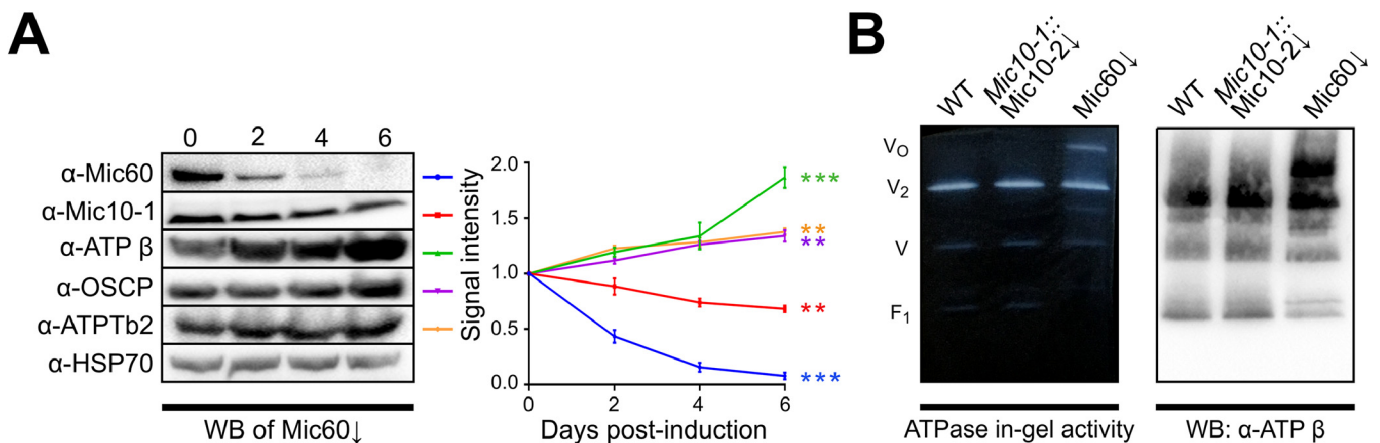 A
0 2 4 6
α-Mic60
α-Mic10-1
α-ATP β
α-OSCP
α-ATPTb2
α-HSP70
WB of Mic60↓
Signal intensity
2.0
1.5
1.0
0.5
0.0
0 2 4 6
Days post-induction
***
**
**
**
***
B
WT
Mic10-1::
Mic10-2↓
Mic60↓
V₀
V₂
V
F₁
ATPase in-gel activity
WT
Mic10-1::
Mic10-2↓
Mic60↓
WB: α-ATP β